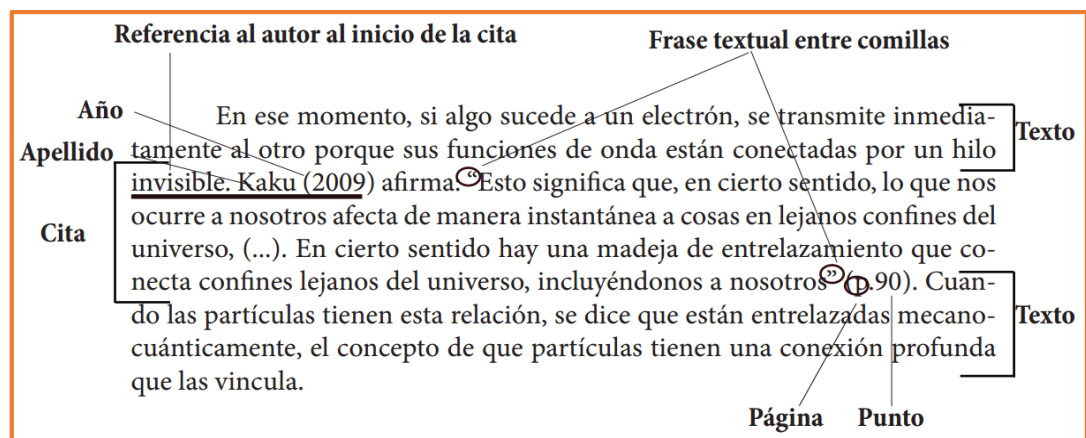 Referencia al autor al inicio de la cita
Frase textual entre comillas
Año
Apellido
Cita
En ese momento, si algo sucede a un electrón, se transmite inmedia-
tamente al otro porque sus funciones de onda están conectadas por un hilo
invisible. Kaku (2009) afirma: “Esto significa que, en cierto sentido, lo que nos
ocurre a nosotros afecta de manera instantánea a cosas en lejanos confines del
universo, (...). En cierto sentido hay una madeja de entrelazamiento que co-
necta confines lejanos del universo, incluyéndonos a nosotros” (p.90). Cuan-
do las partículas tienen esta relación, se dice que están entrelazadas mecano-
cuánticamente, el concepto de que partículas tienen una conexión profunda
que las vincula.
Texto
Texto
Página
Punto